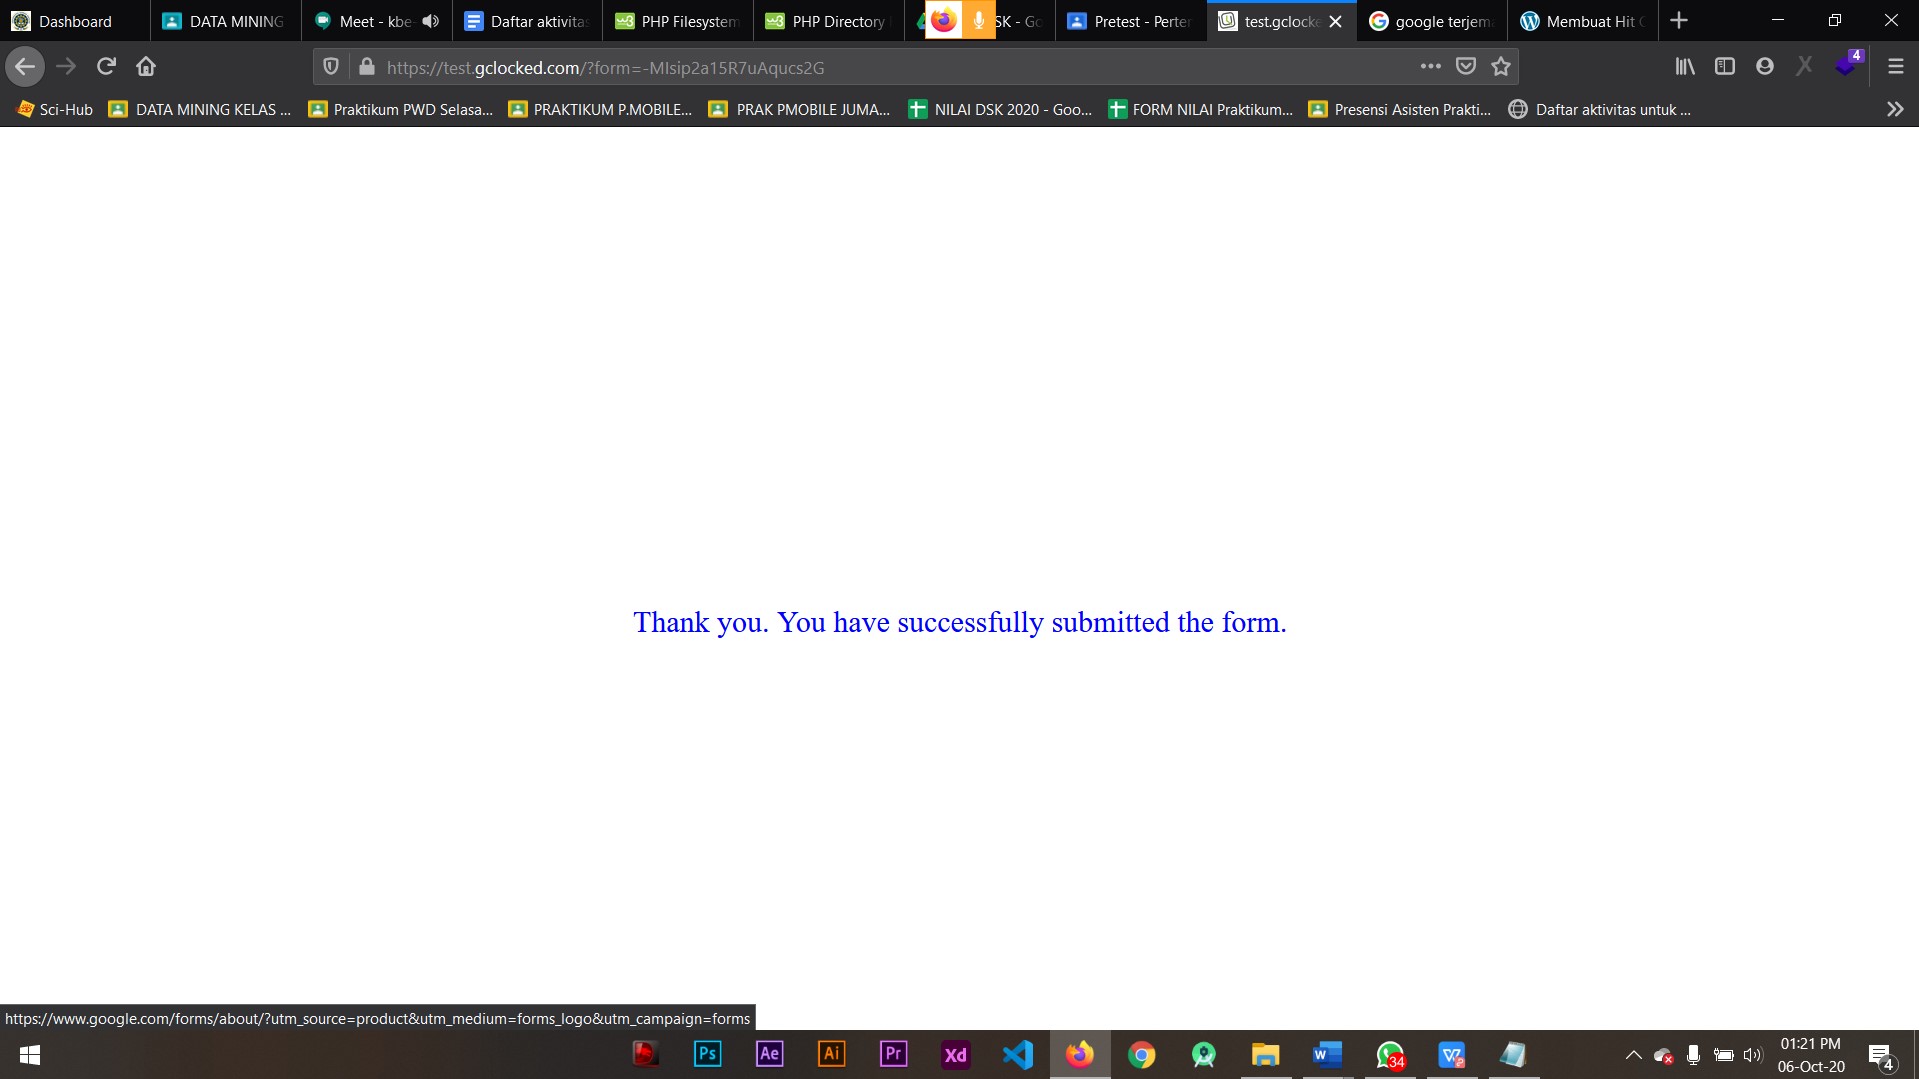 Dashboard
DATA MINING
Meet - kbe-
Daftar aktivitas
PHP Filesystem
PHP Directory
SK - Go
Pretest - Perte
test.gclocke
google terjem
Membuat Hit C
https://test.gclocked.com/?form=-MIsip2a15R7uAqucs2G
4
Sci-Hub
DATA MINING KELAS ...
Praktikum PWD Selasa...
PRAKTIKUM P.MOBILE...
PRAK PMOBILE JUMA...
NILAI DSK 2020 - Goo...
FORM NILAI Praktikum...
Presensi Asisten Prakti...
Daftar aktivitas untuk ...
Thank you. You have successfully submitted the form.
https://www.google.com/forms/about/?utm_source=product&utm_medium=forms_logo&utm_campaign=forms
Ps
Ae
Ai
Pr
Xd
34
01:21 PM
06-Oct-20
4